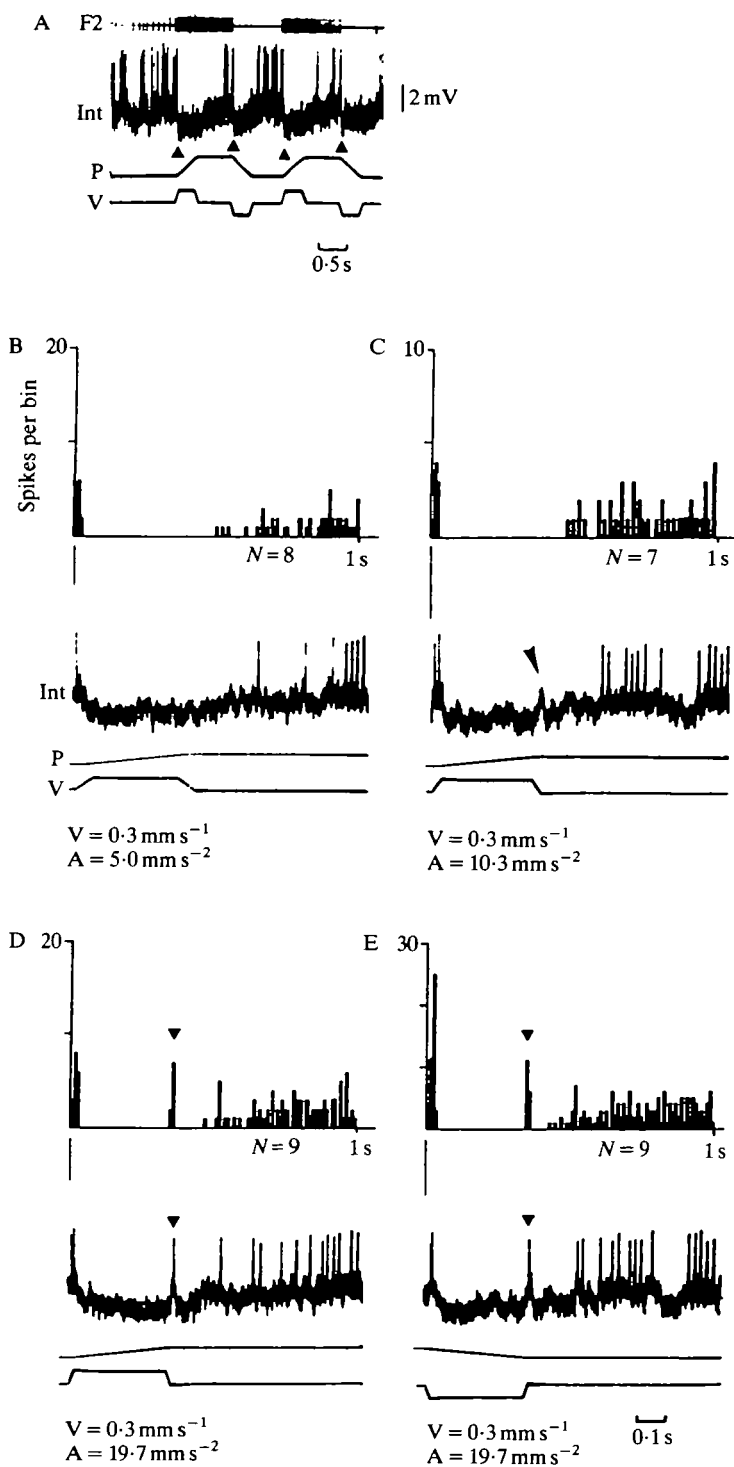 A F2
Int
2 mV
P
V
0·5 s
B 20
Spikes per bin
N = 8 1 s
Int
P
V
V = 0·3 mm s⁻¹
A = 5·0 mm s⁻²
C 10
N = 7 1 s
V = 0·3 mm s⁻¹
A = 10·3 mm s⁻²
D 20
N = 9 1 s
V = 0·3 mm s⁻¹
A = 19·7 mm s⁻²
E 30
N = 9 1 s
0·1 s
V = 0·3 mm s⁻¹
A = 19·7 mm s⁻²